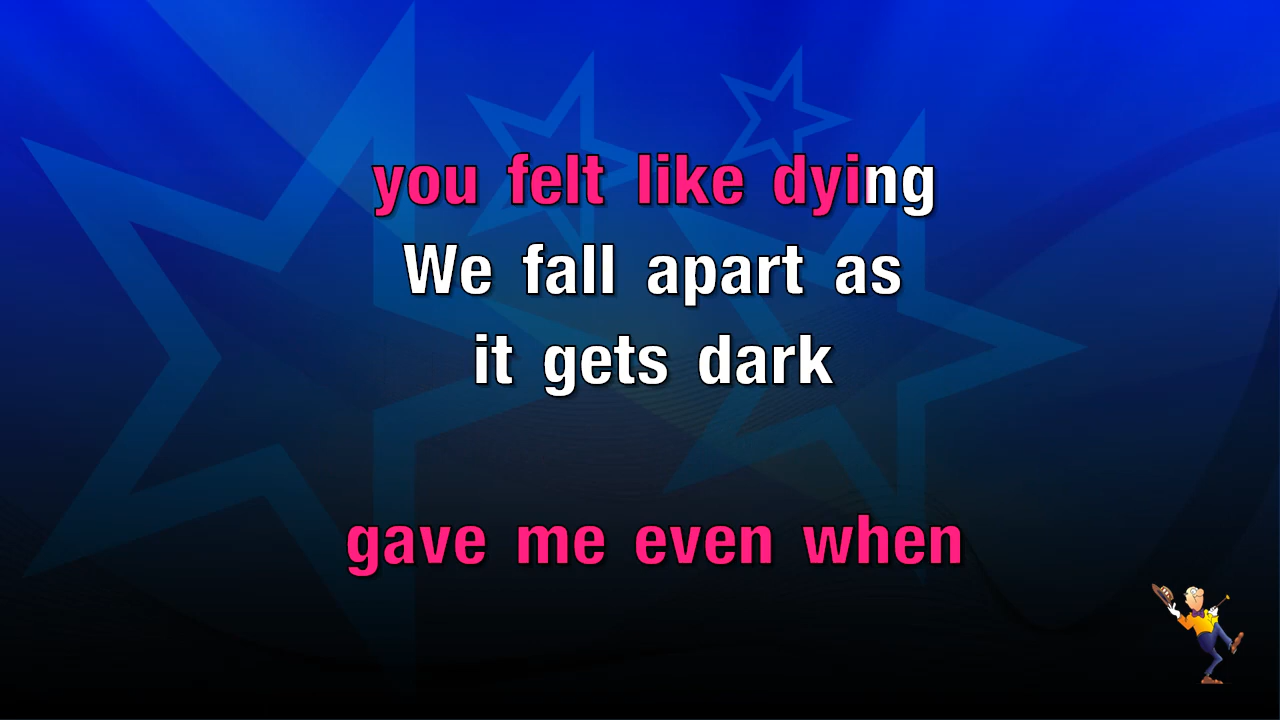 you felt like dying
We fall apart as
it gets dark
gave me even when